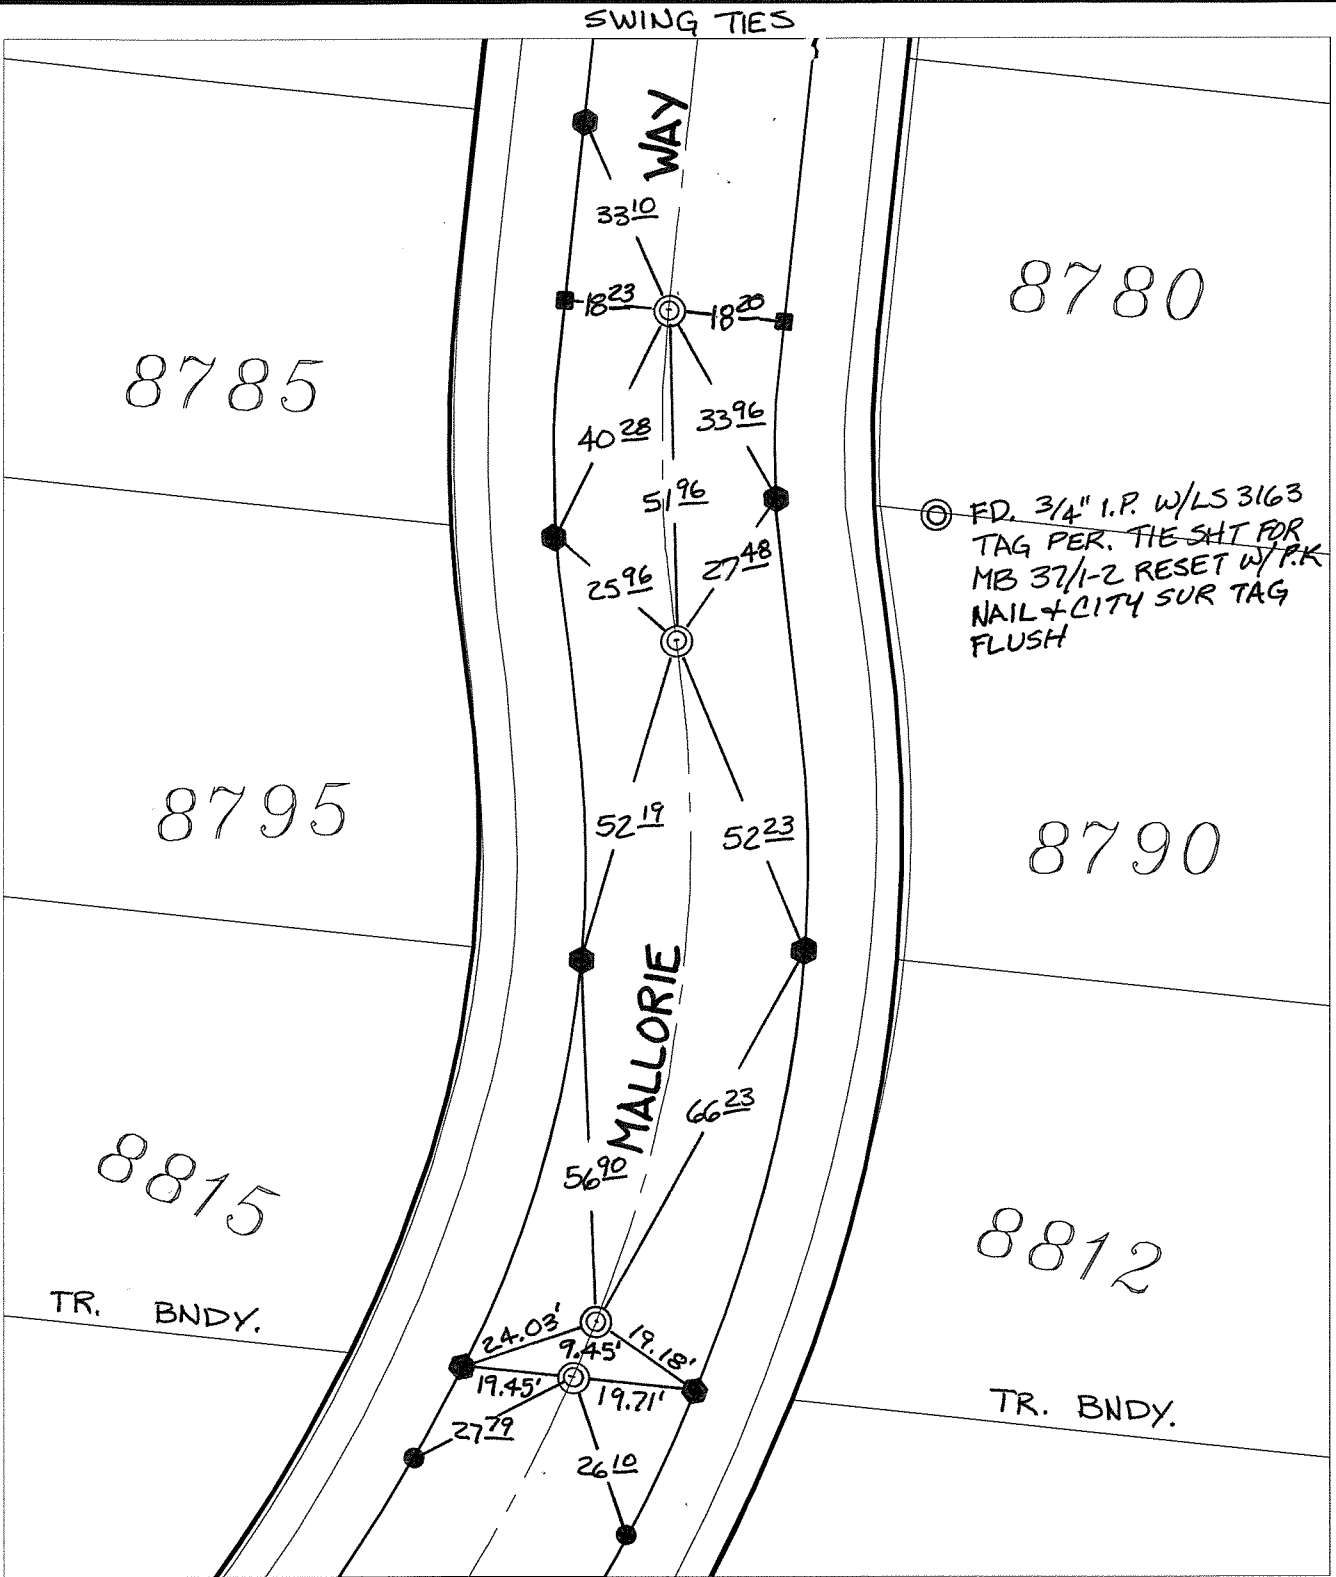 SWING TIES
WAY
33 10
18 23
18 20
8780
8785
40 28
33 96
51 96
FD. 3/4" I.P. W/LS 3163
TAG PER. TIE SHT FOR
MB 37/1-2 RESET W/P.K
NAIL & CITY SUR TAG
FLUSH
25 96
27 48
8795
52 19
52 23
8790
MALLORIE
66 23
56 90
8815
8812
TR. BNDY.
24.03'
9.45'
19.18'
19.45'
19.71'
TR. BNDY.
27 79
26 10